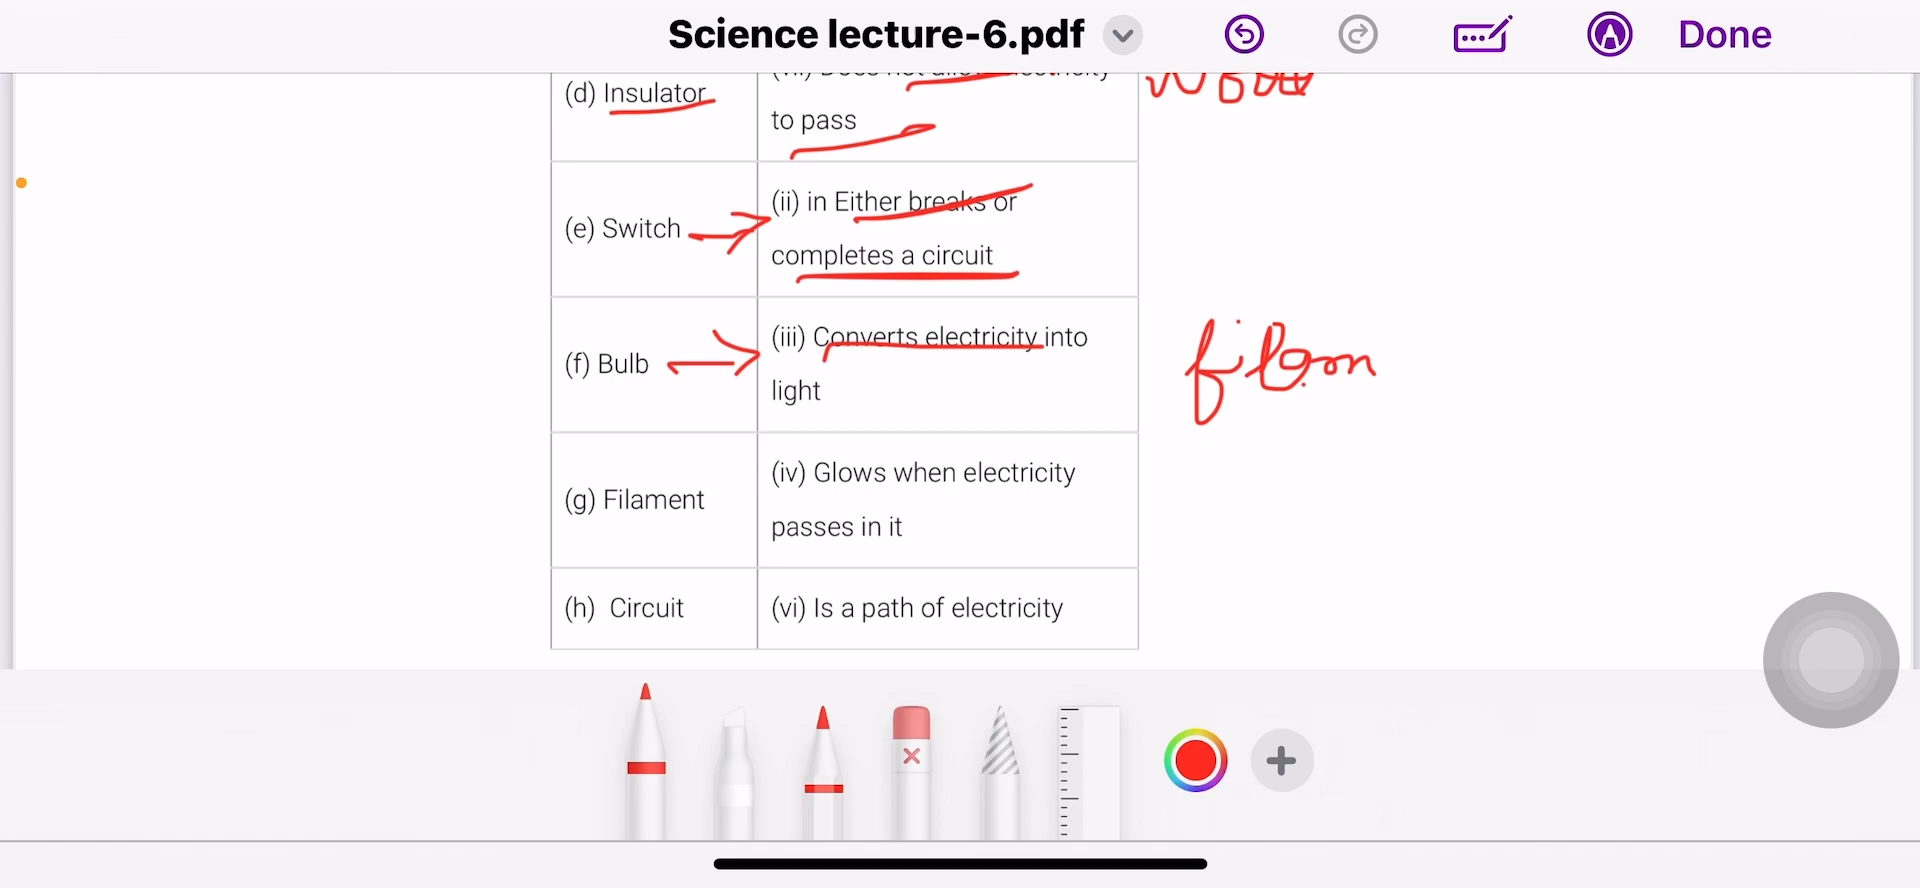 Science lecture-6.pdf
Done
(d) Insulator
to pass
(e) Switch
(ii) in Either breaks or
completes a circuit
(f) Bulb
(iii) Converts electricity into
light
(g) Filament
(iv) Glows when electricity
passes in it
(h) Circuit
(vi) Is a path of electricity